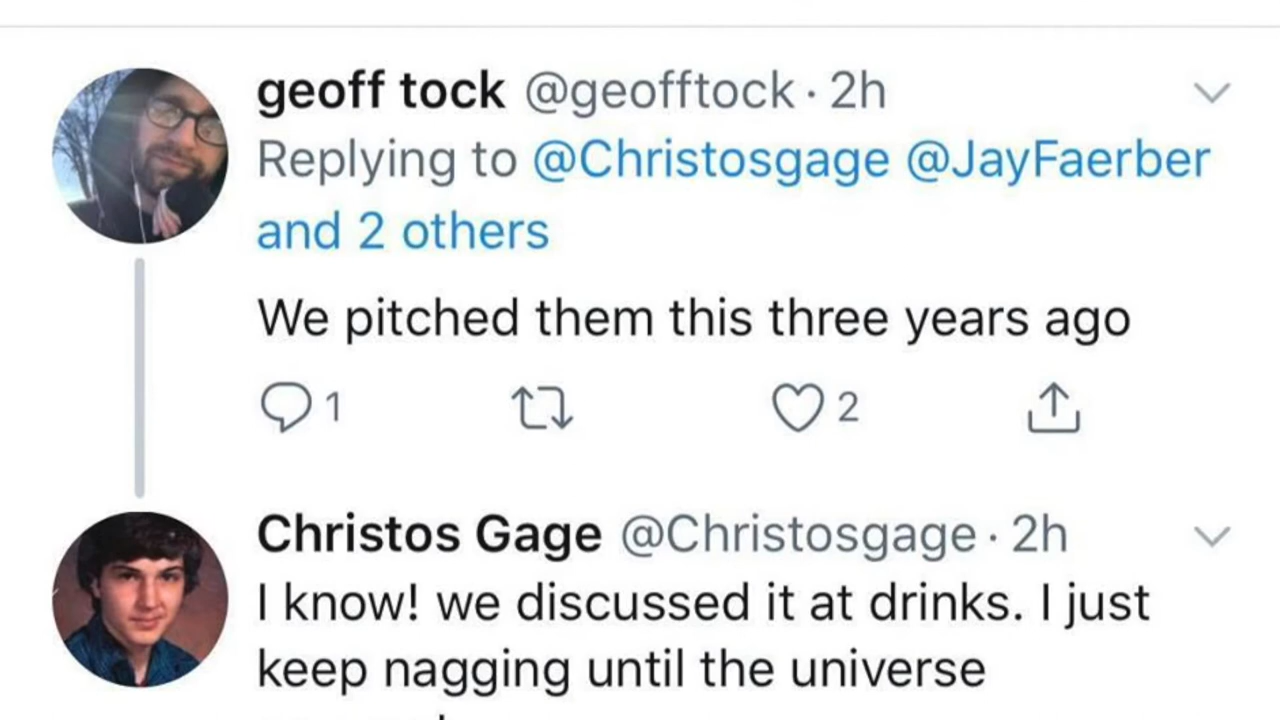 geoff tock @geofftock · 2h
Replying to @Christosgage @JayFaerber
and 2 others
We pitched them this three years ago
1 2
Christos Gage @Christosgage · 2h
I know! we discussed it at drinks. I just
keep nagging until the universe